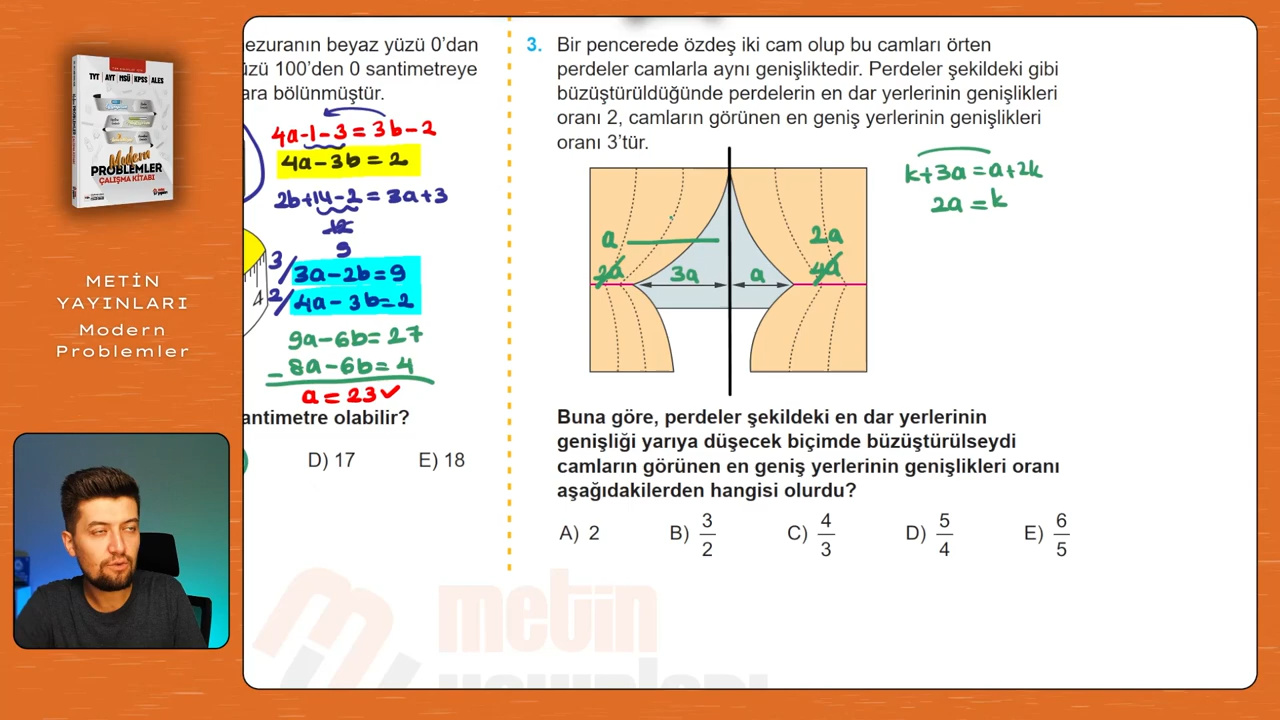 TYT AYT MSÜ KPSS ALES
Modern
PROBLEMLER
ÇALIŞMA KİTABI
METİN
YAYINLARI
Modern
Problemler
ezuranın beyaz yüzü 0’dan
üzü 100’den 0 santimetreye
ara bölünmüştür.
4a-1-3=3b-2
4a-3b=2
2b+14-2=3a+3
12
9
3/ 3a-2b=9
2/ 4a-3b=2
4
9a-6b=27
- 8a-6b=4
a=23✓
antimetre olabilir?
D) 17 E) 18
3. Bir pencerede özdeş iki cam olup bu camları örten
perdeler camlarla aynı genişliktedir. Perdeler şekildeki gibi
büzüştürüldüğünde perdelerin en dar yerlerinin genişlikleri
oranı 2, camların görünen en geniş yerlerinin genişlikleri
oranı 3’tür.
k+3a=a+2k
2a=k
a 2a
2a 3a a 4a
Buna göre, perdeler şekildeki en dar yerlerinin
genişliği yarıya düşecek biçimde büzüştürülseydi
camların görünen en geniş yerlerinin genişlikleri oranı
aşağıdakilerden hangisi olurdu?
A) 2 B) 3/2 C) 4/3 D) 5/4 E) 6/5
metin